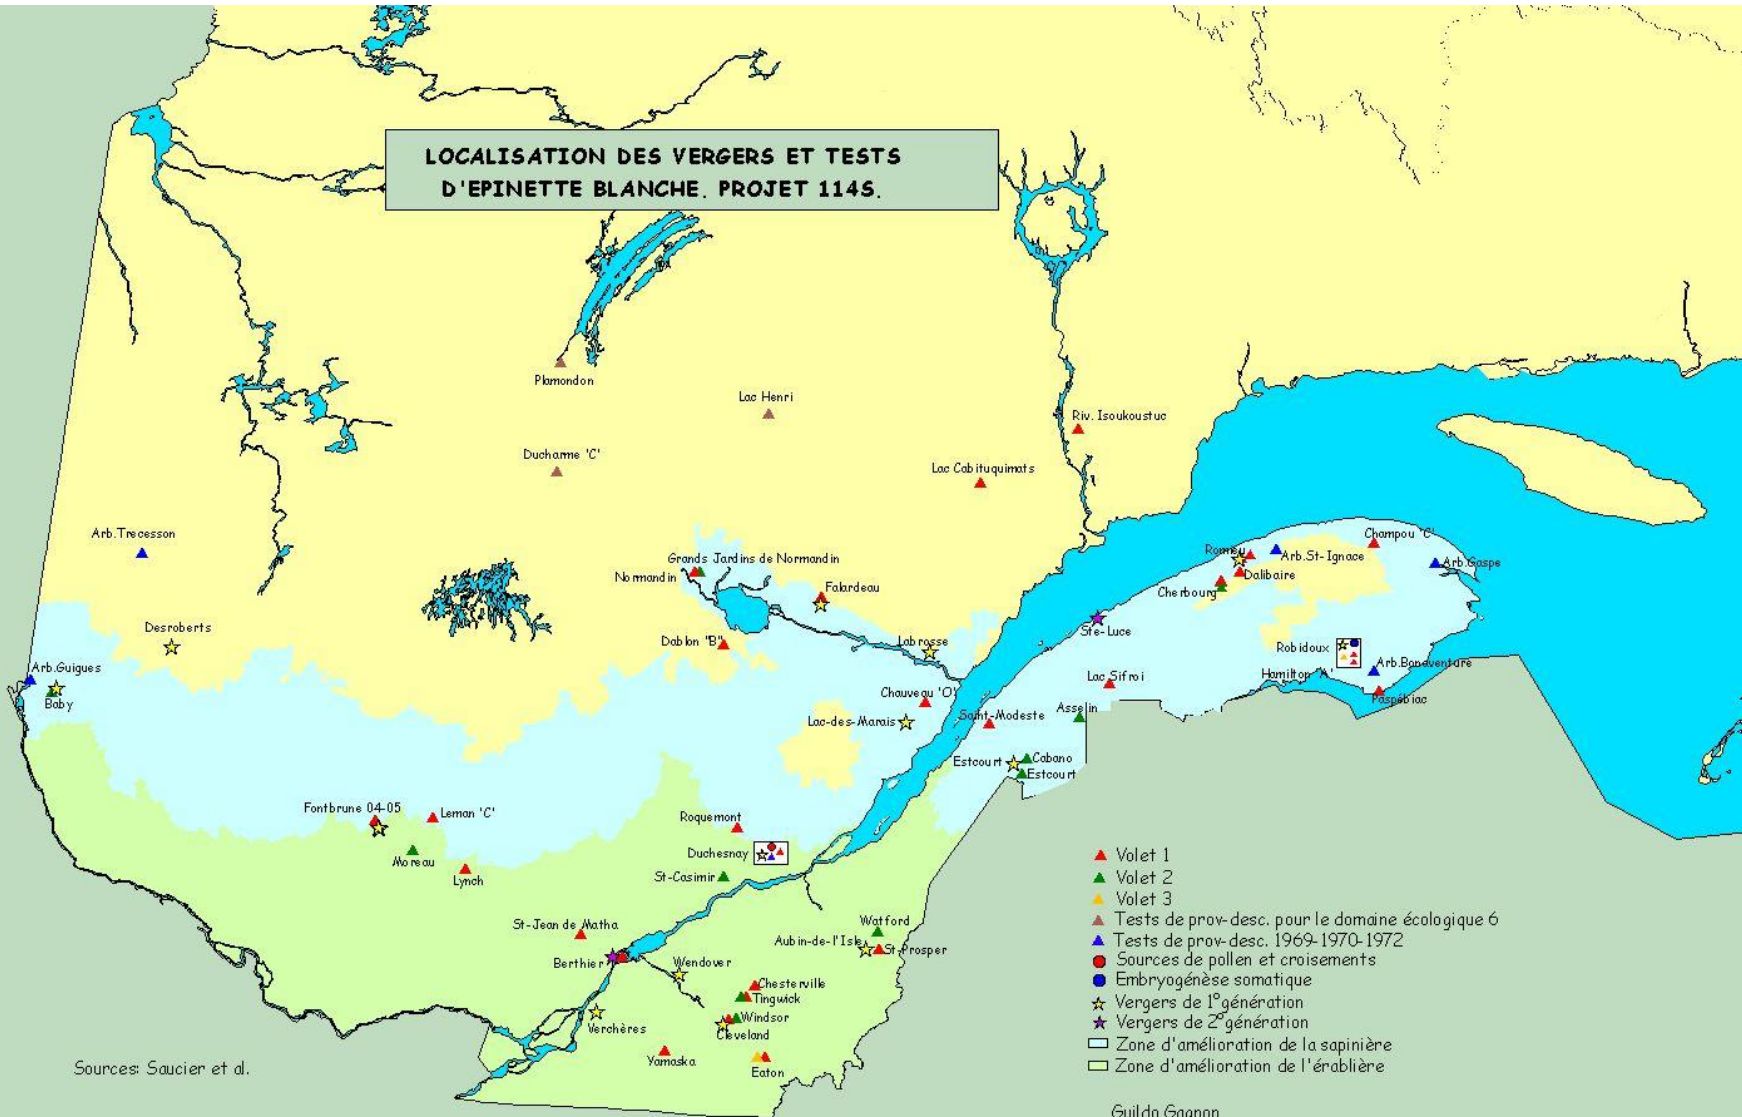 LOCALISATION DES VERGERS ET TESTS
D'EPINETTE BLANCHE. PROJET 114S.
Plamondon
Lac Henri
Riv. Isoukoustuc
Ducharme 'C'
Lac Cabituquimats
Arb.Trecesson
Champou 'C'
Romeu
Arb.St-Ignace
Grands Jardins de Normandin
Arb.Gaspe
Normandin
Dalibaire
Falardeau
Cherbourg
Desroberts
Ste-Luce
Dablon "B"
Labrosse
Robidoux
Arb.Guigues
Arb.Bonaventure
Hamilton 'A'
Lac Sifroi
Baby
Chauveau 'O'
Paspébiac
Asselin
Saint-Modeste
Lac-des-Marais
Cabano
Estcourt
Estcourt
Fontbrune 04-05
Leman 'C'
Roquemont
Duchesnay
Moreau
Lynch
St-Casimir
St-Jean de Matha
Watford
Aubin-de-l'Isle
St-Prosper
Berthier
Wendover
Chesterville
Tingwick
Windsor
Verchères
Cleveland
Yamaska
Eaton
Volet 1
Volet 2
Volet 3
Tests de prov-desc. pour le domaine écologique 6
Tests de prov-desc. 1969-1970-1972
Sources de pollen et croisements
Embryogénèse somatique
Vergers de 1°génération
Vergers de 2°génération
Zone d'amélioration de la sapinière
Zone d'amélioration de l'érablière
Sources: Saucier et al.
Guildo Gagnon